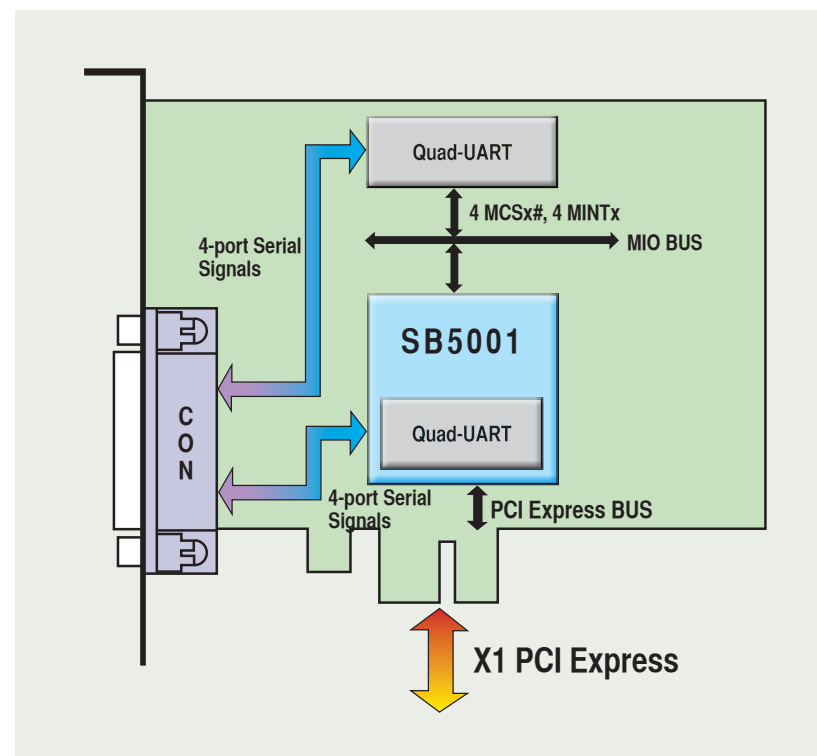 Quad-UART
4 MCSx#, 4 MINTx
MIO BUS
4-port Serial
Signals
SB5001
CON
Quad-UART
4-port Serial
Signals
PCI Express BUS
X1 PCI Express